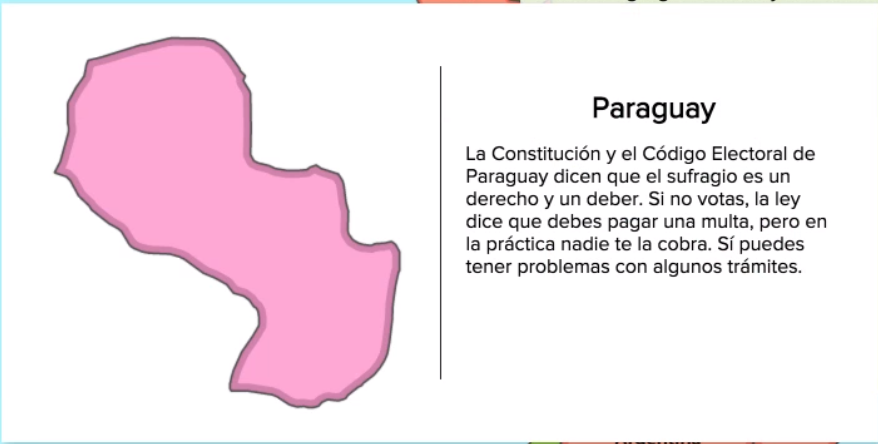 Paraguay
La Constitución y el Código Electoral de
Paraguay dicen que el sufragio es un
derecho y un deber. Si no votas, la ley
dice que debes pagar una multa, pero en
la práctica nadie te la cobra. Sí puedes
tener problemas con algunos trámites.